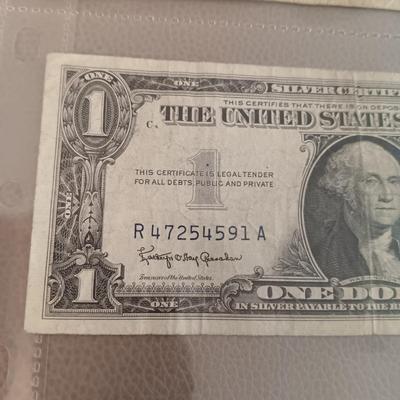 ONE
SILVER CERTIFI
THIS CERTIFIES THAT THERE IS ON DEPOS
1
C
THE UNITED STATES
THIS CERTIFICATE IS LEGAL TENDER
FOR ALL DEBTS, PUBLIC AND PRIVATE
1
ONE
R 47254591 A
Treasurer of the United States.
1
ONE
ONE DO
IN SILVER PAYABLE TO THE